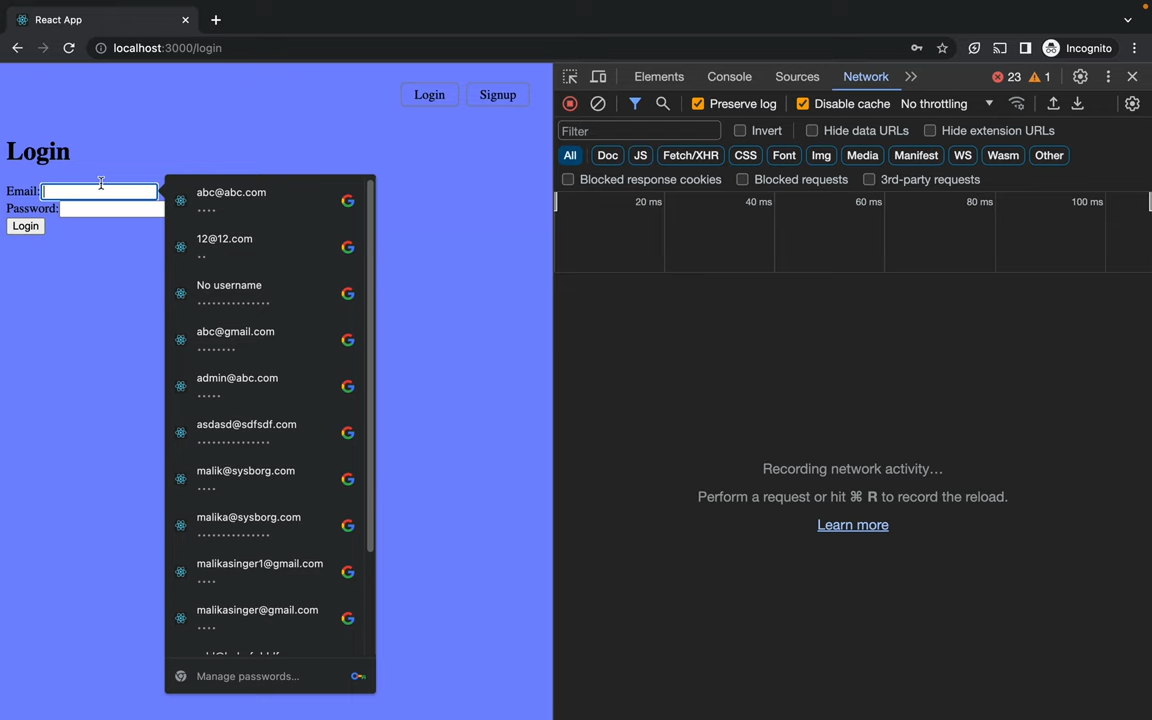 React App
localhost:3000/login
Incognito
Login
Signup
Login
Email:
Password:
Login
abc@abc.com
••••
12@12.com
••
No username
•••••••••••••••
abc@gmail.com
••••••••
admin@abc.com
•••••
asdasd@sdfsdf.com
•••••••••••••••
malik@sysborg.com
••••
malika@sysborg.com
•••••••••••••••
malikasinger1@gmail.com
••••
malikasinger@gmail.com
••••
Manage passwords...
Elements Console Sources Network 23 1
Preserve log Disable cache No throttling
Filter Invert Hide data URLs Hide extension URLs
All Doc JS Fetch/XHR CSS Font Img Media Manifest WS Wasm Other
Blocked response cookies Blocked requests 3rd-party requests
20 ms 40 ms 60 ms 80 ms 100 ms
Recording network activity…
Perform a request or hit ⌘ R to record the reload.
Learn more